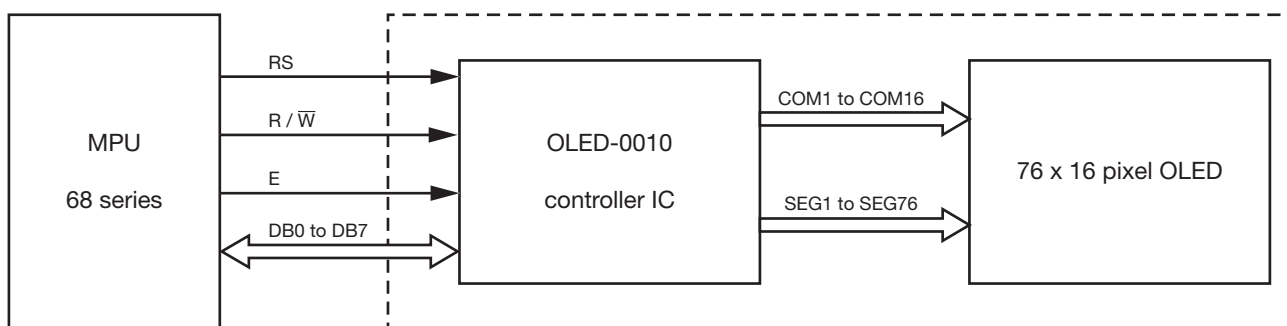 MPU
68 series
RS
R / W̅
E
DB0 to DB7
OLED-0010
controller IC
COM1 to COM16
SEG1 to SEG76
76 x 16 pixel OLED